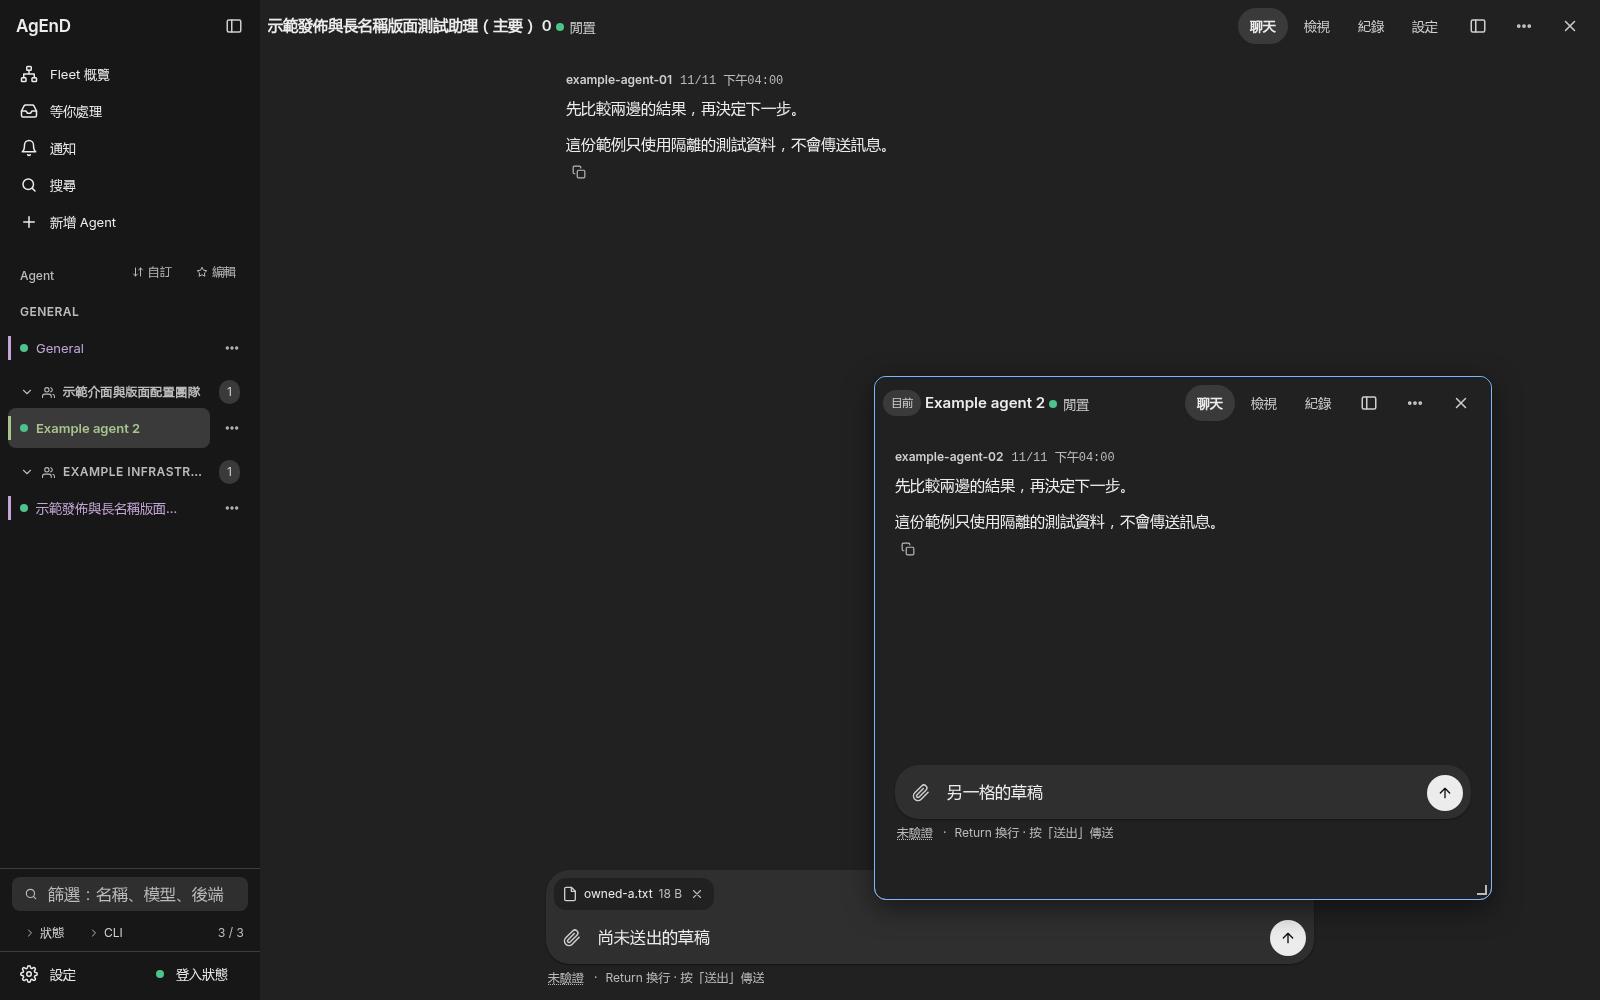 AgEnD
Fleet 概覽
等你處理
通知
搜尋
新增 Agent
Agent
自訂
編輯
GENERAL
General
示範介面與版面配置團隊
1
Example agent 2
EXAMPLE INFRASTR...
1
示範發佈與長名稱版面...
篩選：名稱、模型、後端
狀態
CLI
3 / 3
設定
登入狀態
示範發佈與長名稱版面測試助理（主要）0
閒置
聊天
檢視
紀錄
設定
example-agent-01 11/11 下午04:00
先比較兩邊的結果，再決定下一步。
這份範例只使用隔離的測試資料，不會傳送訊息。
目前
Example agent 2
閒置
聊天
檢視
紀錄
example-agent-02 11/11 下午04:00
先比較兩邊的結果，再決定下一步。
這份範例只使用隔離的測試資料，不會傳送訊息。
另一格的草稿
未驗證 · Return 換行 · 按「送出」傳送
owned-a.txt 18 B
尚未送出的草稿
未驗證 · Return 換行 · 按「送出」傳送